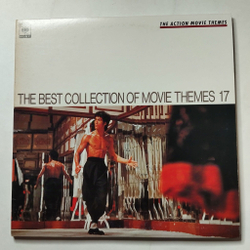 THE ACTION MOVIE THEMES
THE BEST COLLECTION OF MOVIE THEMES 17